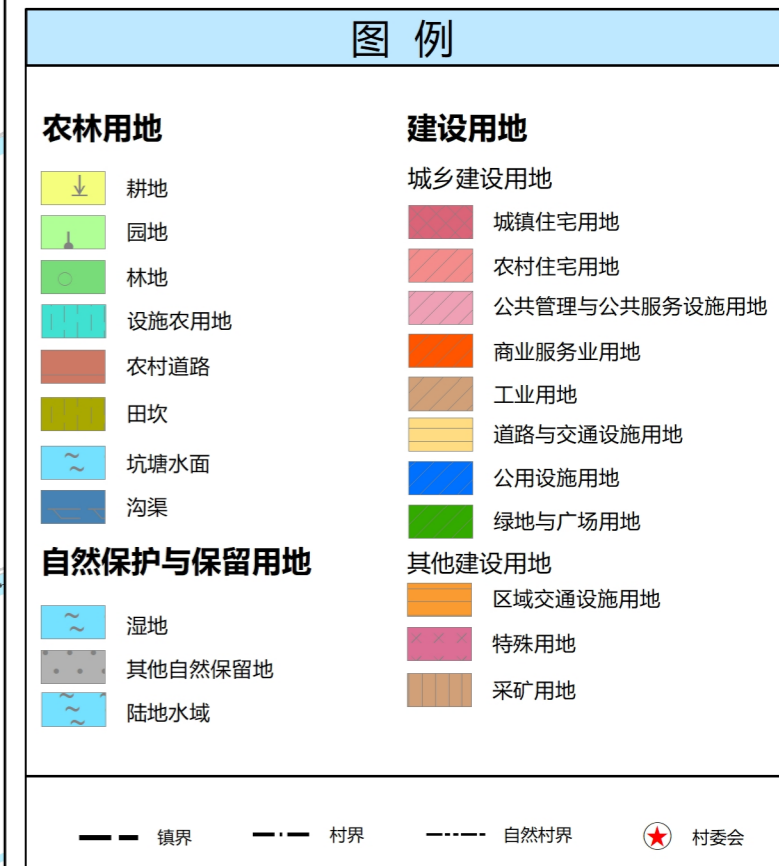 图 例
农林用地
耕地
园地
林地
设施农用地
农村道路
田坎
坑塘水面
沟渠
自然保护与保留用地
湿地
其他自然保留地
陆地水域
建设用地
城乡建设用地
城镇住宅用地
农村住宅用地
公共管理与公共服务设施用地
商业服务业用地
工业用地
道路与交通设施用地
公用设施用地
绿地与广场用地
其他建设用地
区域交通设施用地
特殊用地
采矿用地
镇界
村界
自然村界
村委会